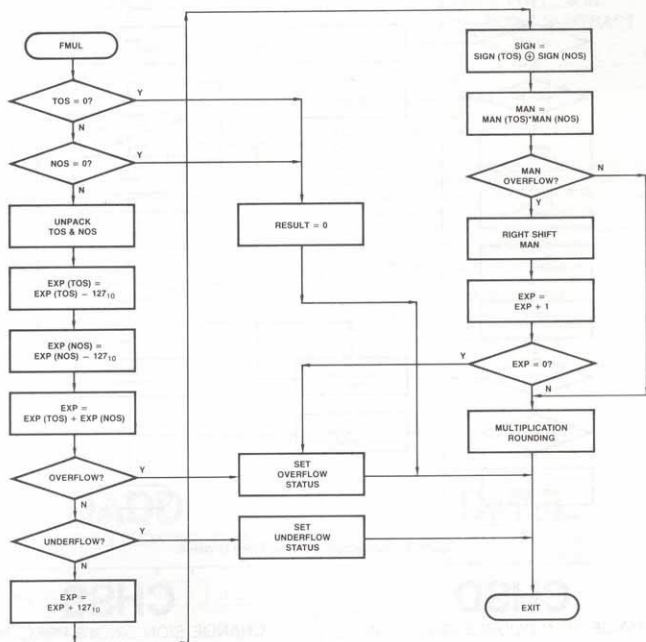 FMUL
TOS = 0?
Y
N
NOS = 0?
Y
N
UNPACK
TOS & NOS
EXP (TOS) =
EXP (TOS) − 127₁₀
EXP (NOS) =
EXP (NOS) − 127₁₀
EXP =
EXP (TOS) + EXP (NOS)
OVERFLOW?
Y
N
UNDERFLOW?
Y
N
EXP =
EXP + 127₁₀
RESULT = 0
SET
OVERFLOW
STATUS
SET
UNDERFLOW
STATUS
SIGN =
SIGN (TOS) ⊕ SIGN (NOS)
MAN =
MAN (TOS)*MAN (NOS)
MAN
OVERFLOW?
N
Y
RIGHT SHIFT
MAN
EXP =
EXP + 1
Y
EXP = 0?
N
MULTIPLICATION
ROUNDING
EXIT